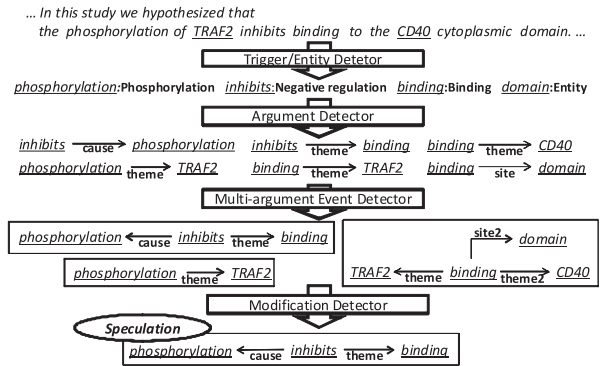 ... In this study we hypothesized that
the phosphorylation of TRAF2 inhibits binding to the CD40 cytoplasmic domain. ...
Trigger/Entity Detetor
phosphorylation:Phosphorylation inhibits:Negative regulation binding:Binding domain:Entity
Argument Detector
inhibits cause phosphorylation inhibits theme binding binding theme CD40
phosphorylation theme TRAF2 binding theme TRAF2 binding site domain
Multi-argument Event Detector
phosphorylation cause inhibits theme binding
site2 domain
phosphorylation theme TRAF2
TRAF2 theme binding theme2 CD40
Modification Detector
Speculation
phosphorylation cause inhibits theme binding